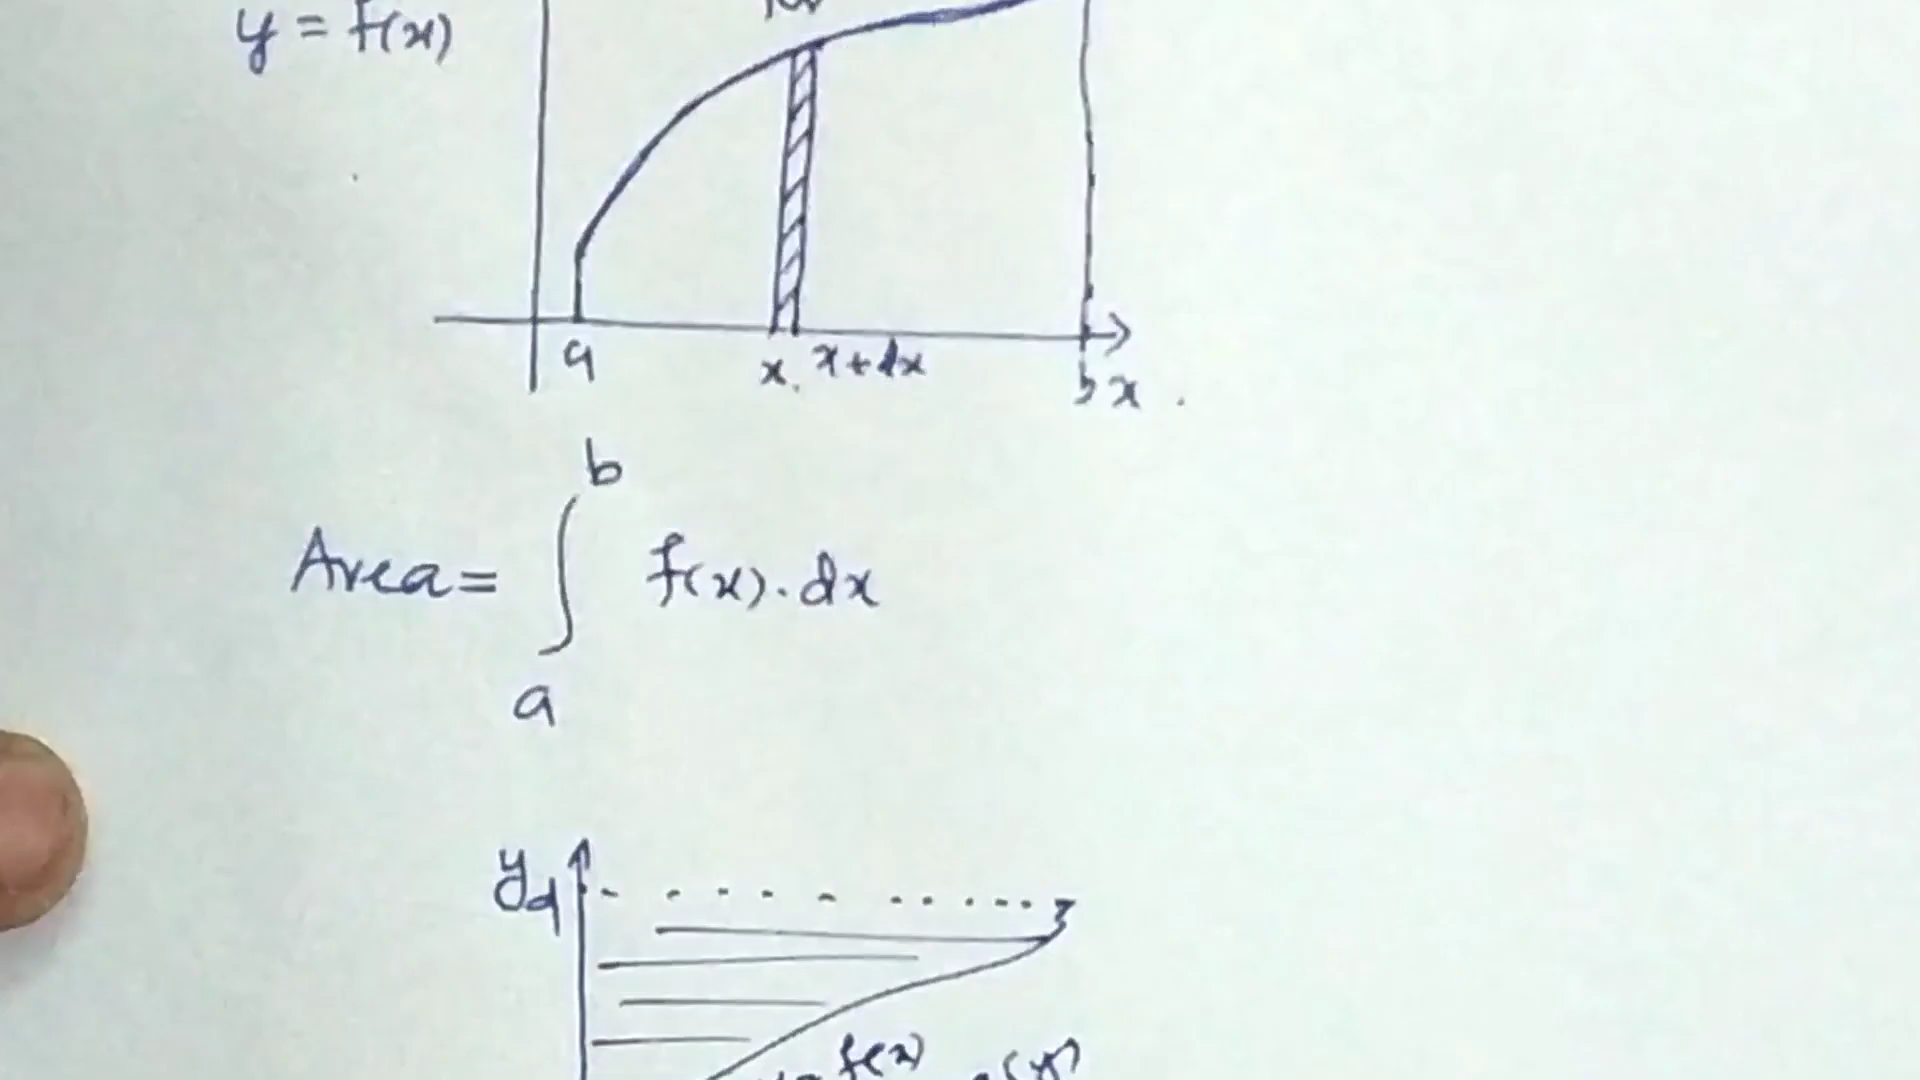 y = f(x)
a x. x+dx b x.
b
Area = ∫ f(x).dx
a
y
d
f(x)